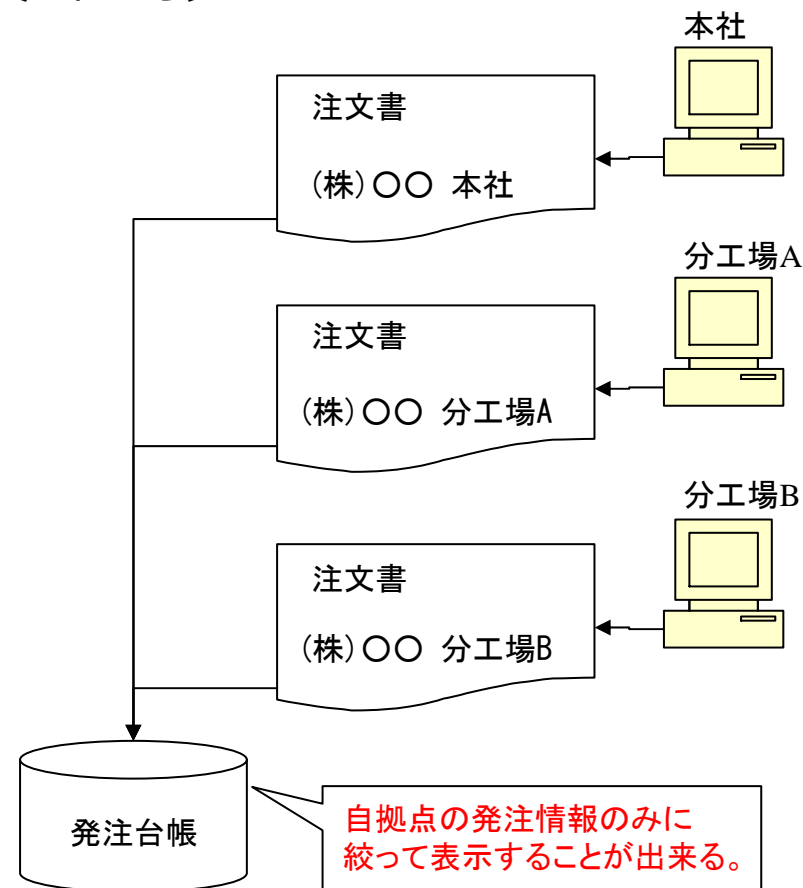 本社
注文書
(株)〇〇 本社
分工場A
注文書
(株)〇〇 分工場A
分工場B
注文書
(株)〇〇 分工場B
発注台帳
自拠点の発注情報のみに
絞って表示することが出来る。